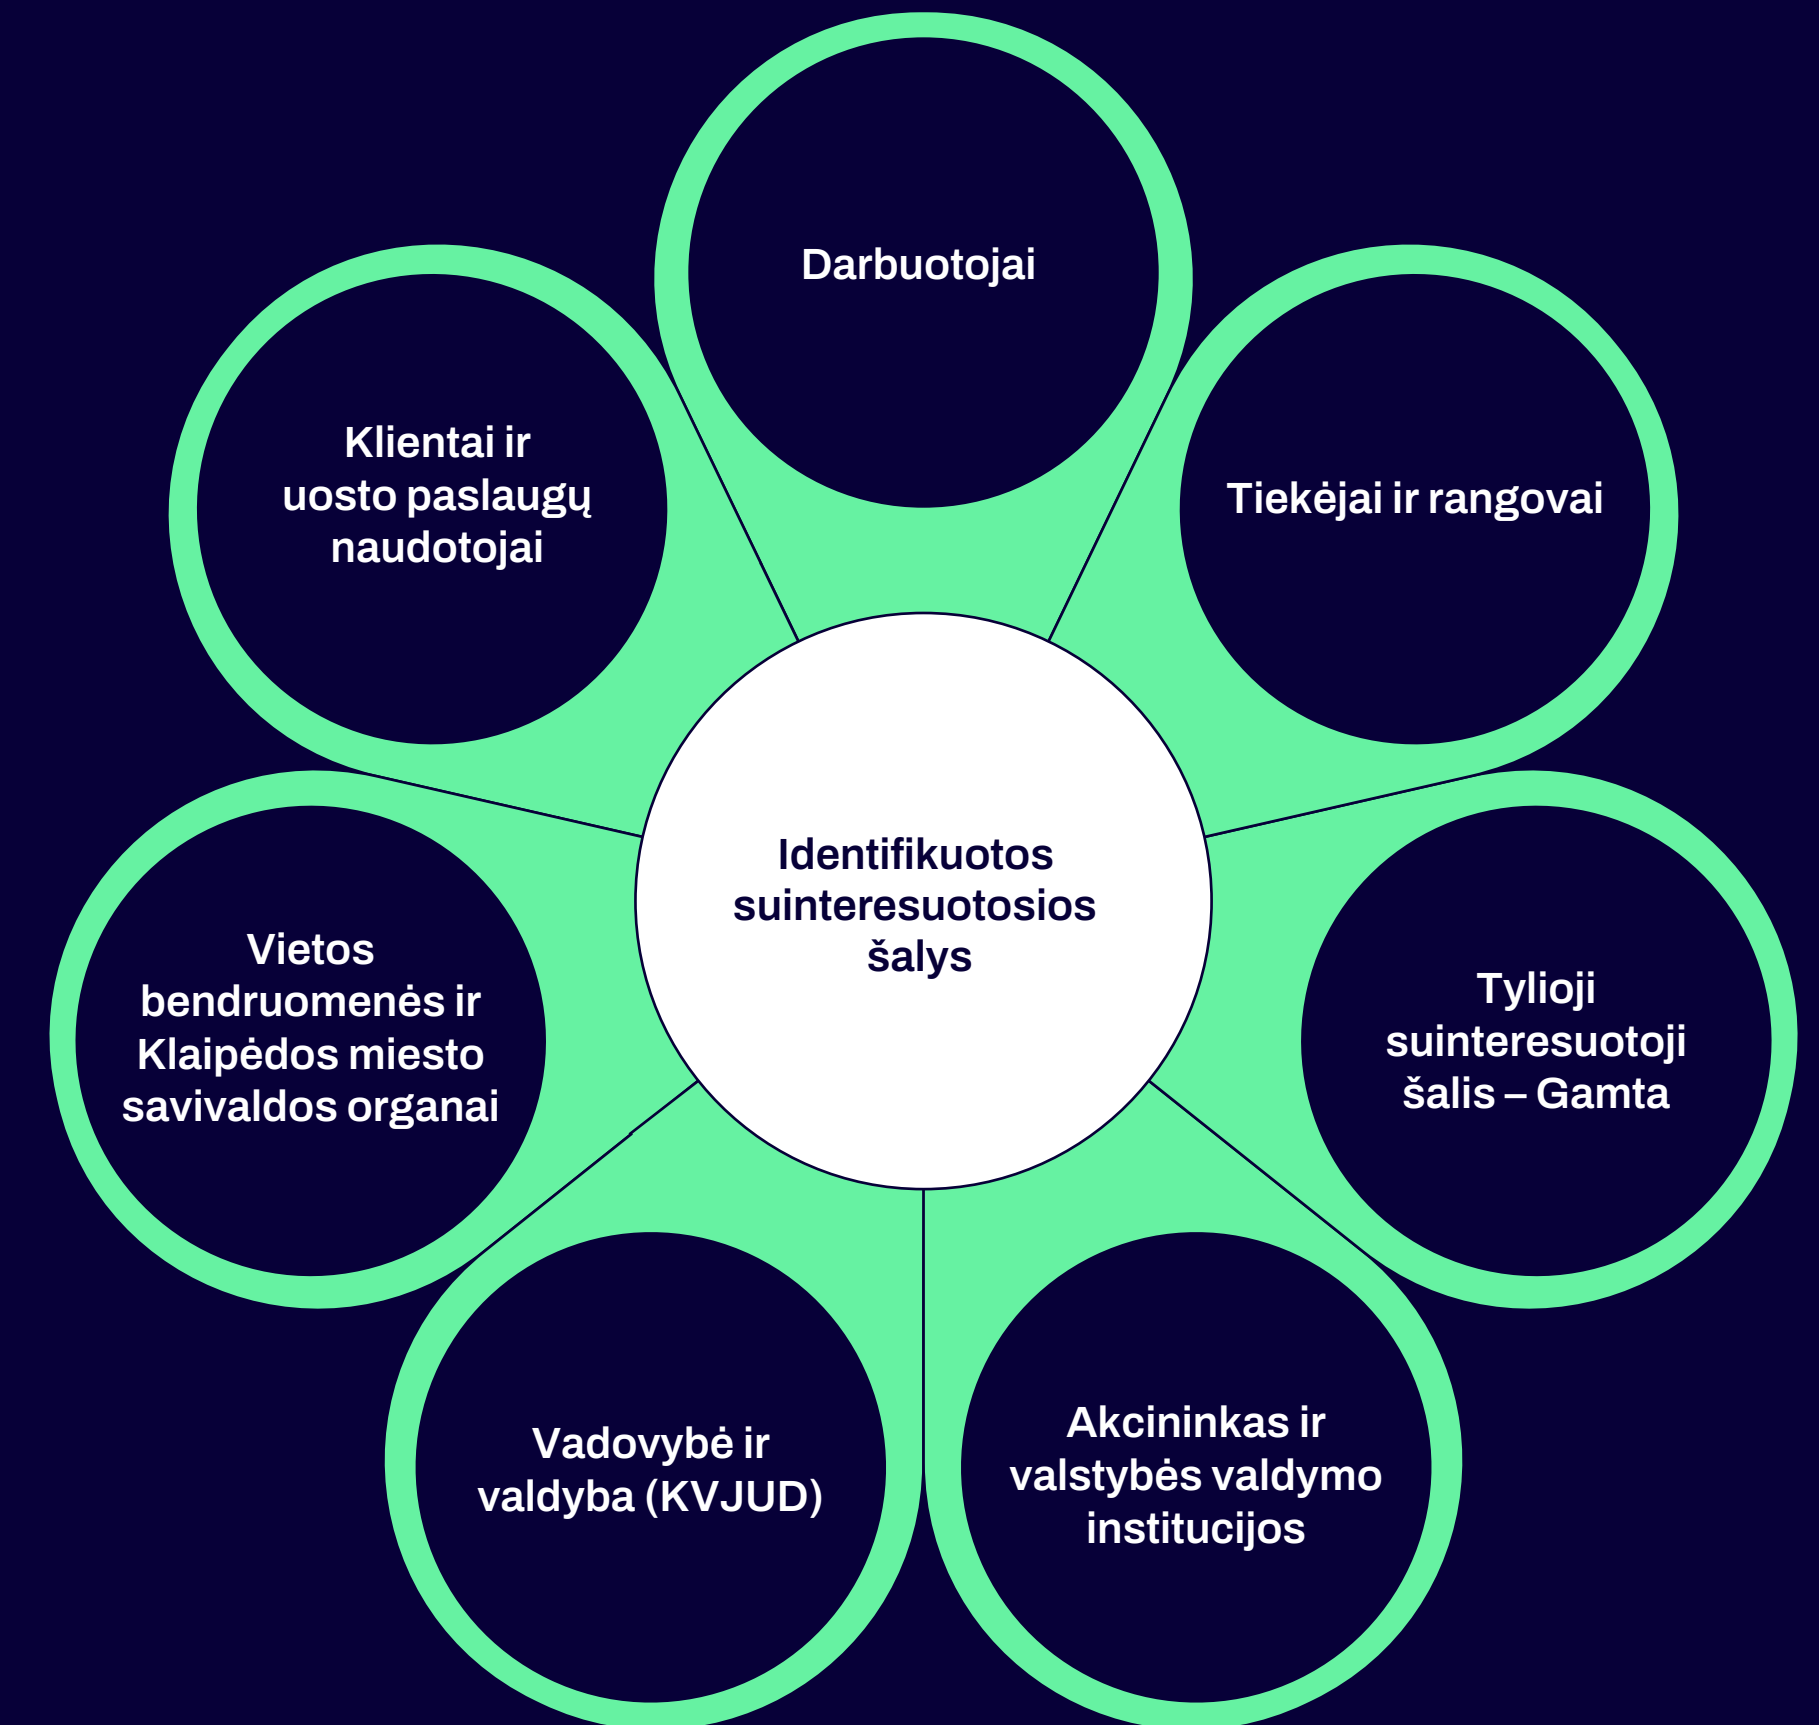 Darbuotojai
Klientai ir
uosto paslaugų
naudotojai
Tiekėjai ir rangovai
Identifikuotos
suinteresuotosios
šalys
Vietos
bendruomenės ir
Klaipėdos miesto
savivaldos organai
Tylioji
suinteresuotoji
šalis – Gamta
Vadovybė ir
valdyba (KVJUD)
Akcininkas ir
valstybės valdymo
institucijos